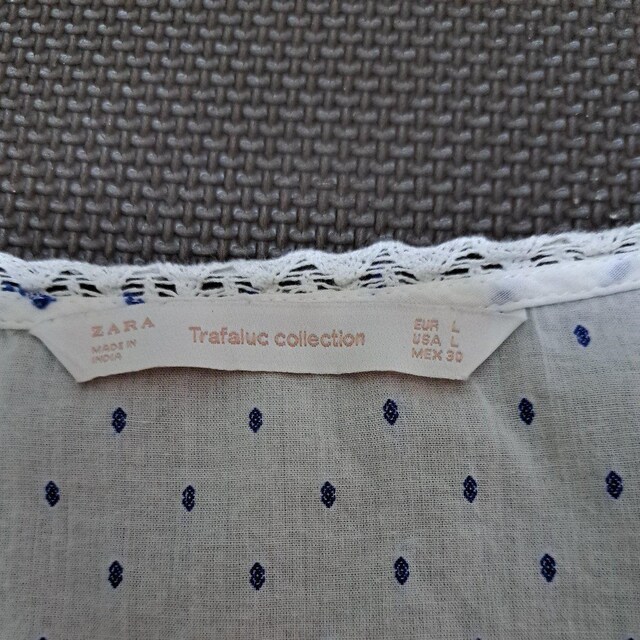 ZARA
MADE IN
INDIA
Trafaluc collection
EUR L
USA L
MEX 30